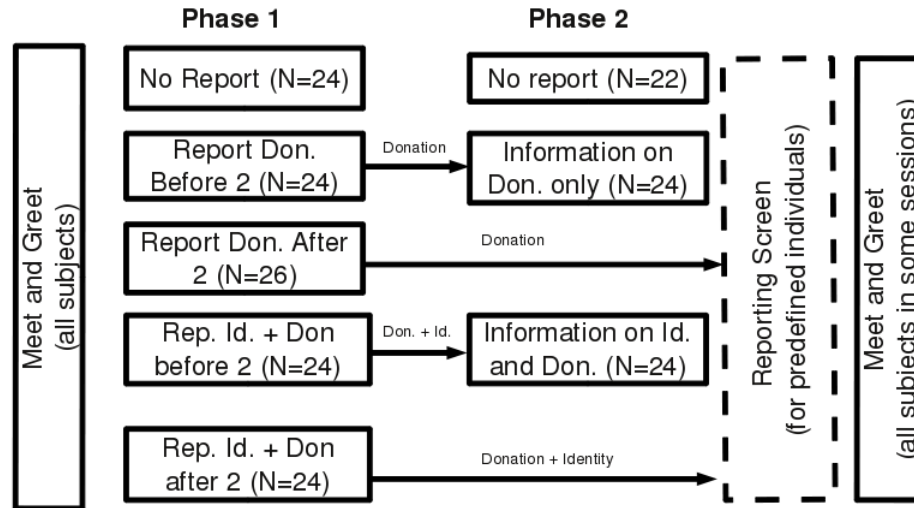 Phase 1
Phase 2
Meet and Greet
(all subjects)
No Report (N=24)
No report (N=22)
Report Don.
Before 2 (N=24)
Donation
Information on
Don. only (N=24)
Report Don. After
2 (N=26)
Donation
Rep. Id. + Don
before 2 (N=24)
Don. + Id.
Information on Id.
and Don. (N=24)
Rep. Id. + Don
after 2 (N=24)
Donation + Identity
Reporting Screen
(for predefined individuals)
Meet and Greet
(all subjects in some sessions)